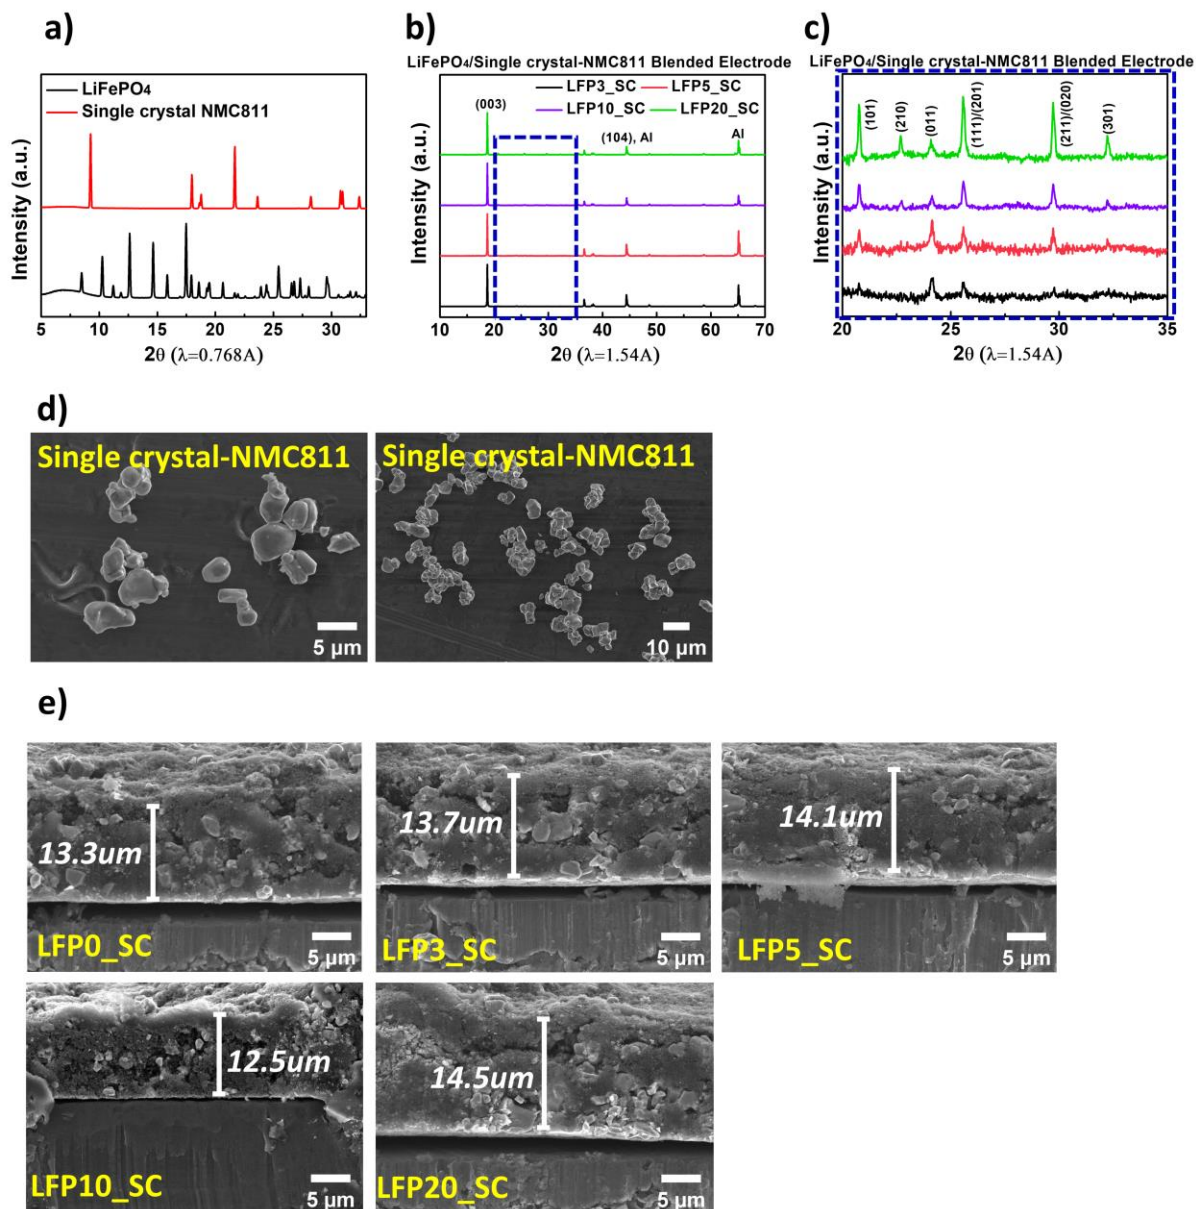 a)
LiFePO4
Single crystal NMC811
Intensity (a.u.)
5 10 15 20 25 30
2θ (λ=0.768A)
b)
LiFePO4/Single crystal-NMC811 Blended Electrode
LFP3_SC LFP5_SC
LFP10_SC LFP20_SC
(003)
(104), Al
Al
Intensity (a.u.)
10 20 30 40 50 60 70
2θ (λ=1.54A)
c)
LiFePO4/Single crystal-NMC811 Blended Electrode
(101)
(210)
(011)
(111)/(201)
(211)/(020)
(301)
Intensity (a.u.)
20 25 30 35
2θ (λ=1.54A)
d)
Single crystal-NMC811
5 μm
Single crystal-NMC811
10 μm
e)
13.3um
LFP0_SC
5 μm
13.7um
LFP3_SC
5 μm
14.1um
LFP5_SC
5 μm
12.5um
LFP10_SC
5 μm
14.5um
LFP20_SC
5 μm